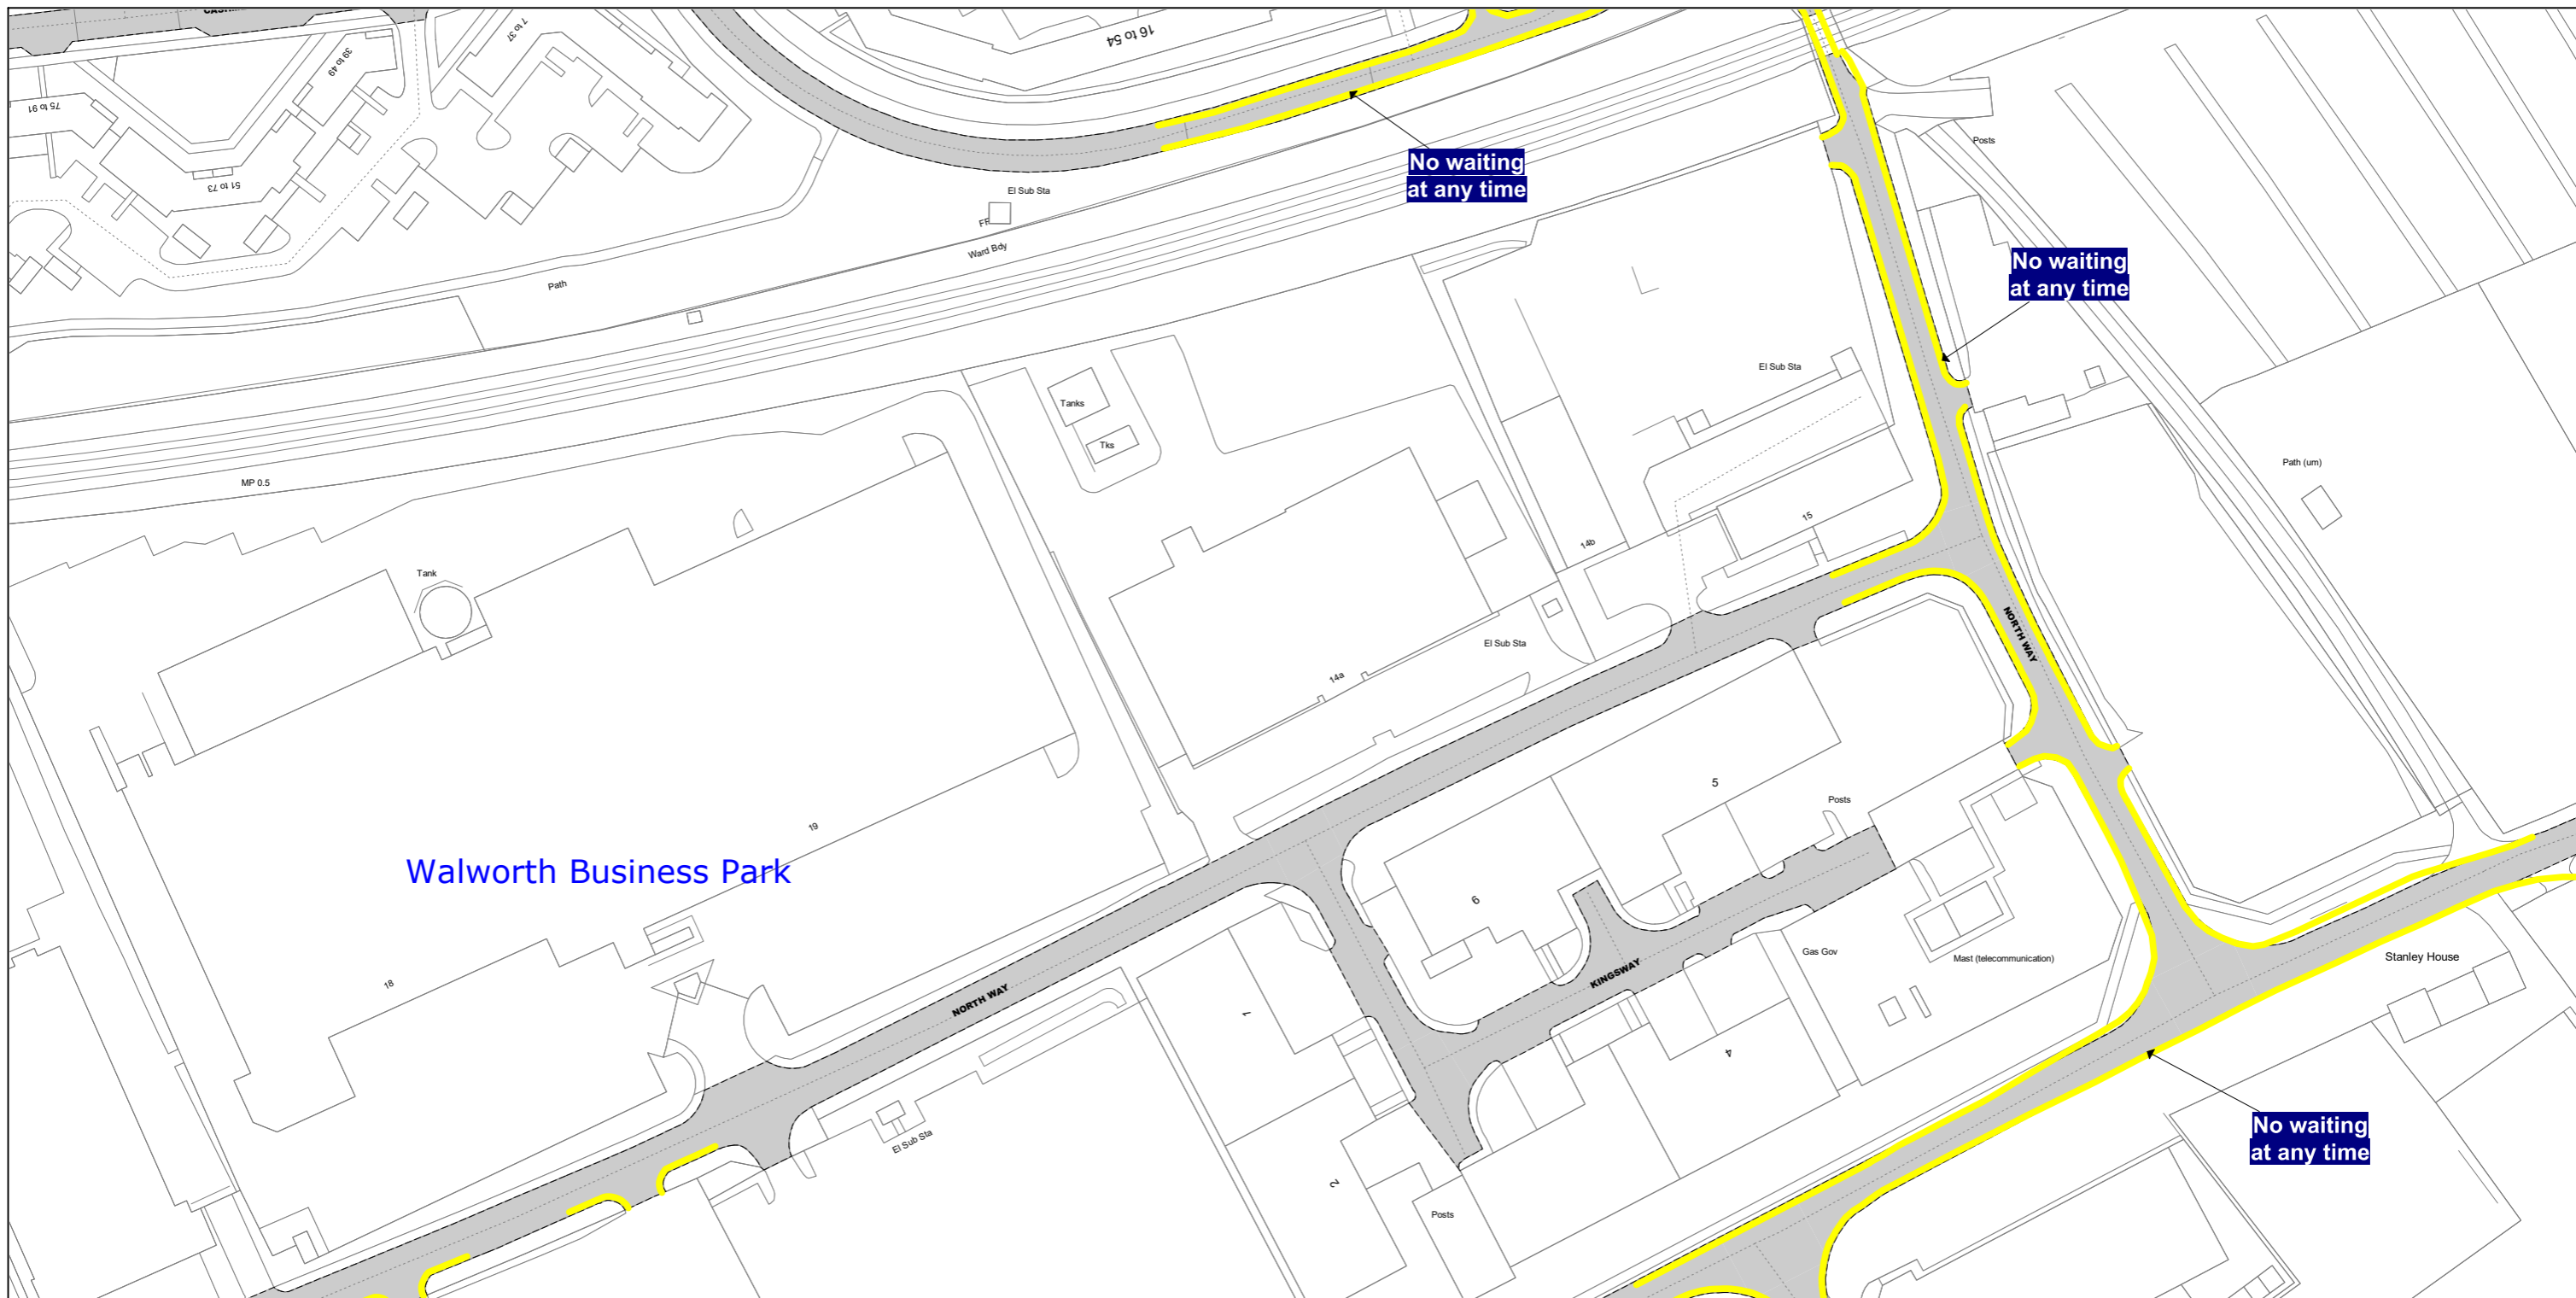 16 to 54
7 to 37
39 to 49
75 to 91
51 to 73
No waiting
at any time
Posts
El Sub Sta
Ward Bdy
Path
No waiting
at any time
El Sub Sta
Tanks
Tks
MP 0.5
Path (um)
15
14b
Tank
NORTH WAY
El Sub Sta
14a
5
Posts
19
Walworth Business Park
6
Gas Gov
Mast (telecommunication)
Stanley House
KINGSWAY
18
NORTH WAY
1
4
El Sub Sta
No waiting
at any time
2
Posts